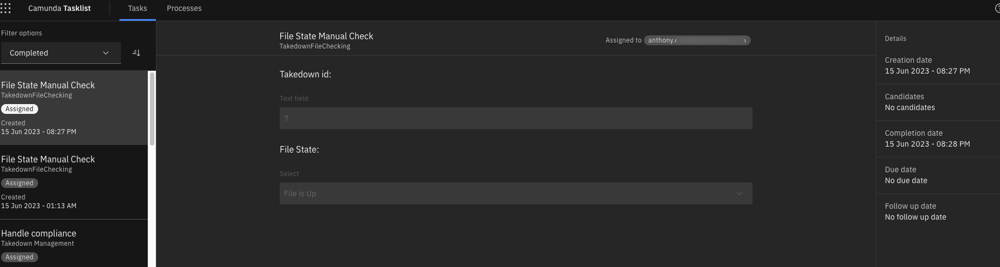 Camunda Tasklist
Tasks
Processes
Filter options
Completed
File State Manual Check
TakedownFileChecking
Assigned
Created
15 Jun 2023 - 08:27 PM
File State Manual Check
TakedownFileChecking
Assigned
Created
15 Jun 2023 - 01:13 AM
Handle compliance
Takedown Management
Assigned
File State Manual Check
TakedownFileChecking
Assigned to anthony.
Takedown id:
Text field
7
File State:
Select
File is Up
Details
Creation date
15 Jun 2023 - 08:27 PM
Candidates
No candidates
Completion date
15 Jun 2023 - 08:28 PM
Due date
No due date
Follow up date
No follow up date